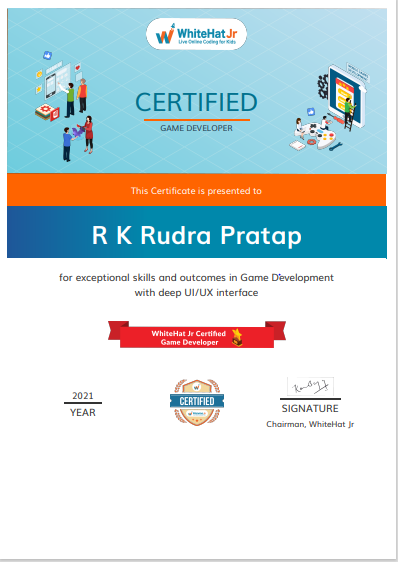 WhiteHat Jr
Live Online Coding for Kids
CERTIFIED
GAME DEVELOPER
This Certificate is presented to
R K Rudra Pratap
for exceptional skills and outcomes in Game Development
with deep UI/UX interface
WhiteHat Jr Certified
Game Developer
2021
YEAR
CERTIFIED
SIGNATURE
Chairman, WhiteHat Jr